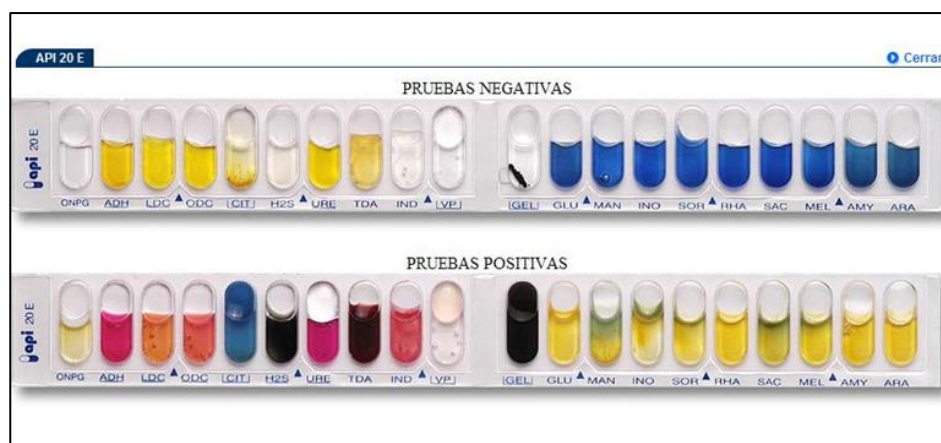 API 20 E
Cerrar
PRUEBAS NEGATIVAS
api 20 E
ONPG ADH LDC ODC |CIT| H2S URE TDA IND |VP| |GEL| GLU MAN INO SOR RHA SAC MEL AMY ARA
PRUEBAS POSITIVAS
api 20 E
ONPG ADH LDC ODC |CIT| H2S URE TDA IND |VP| |GEL| GLU MAN INO SOR RHA SAC MEL AMY ARA